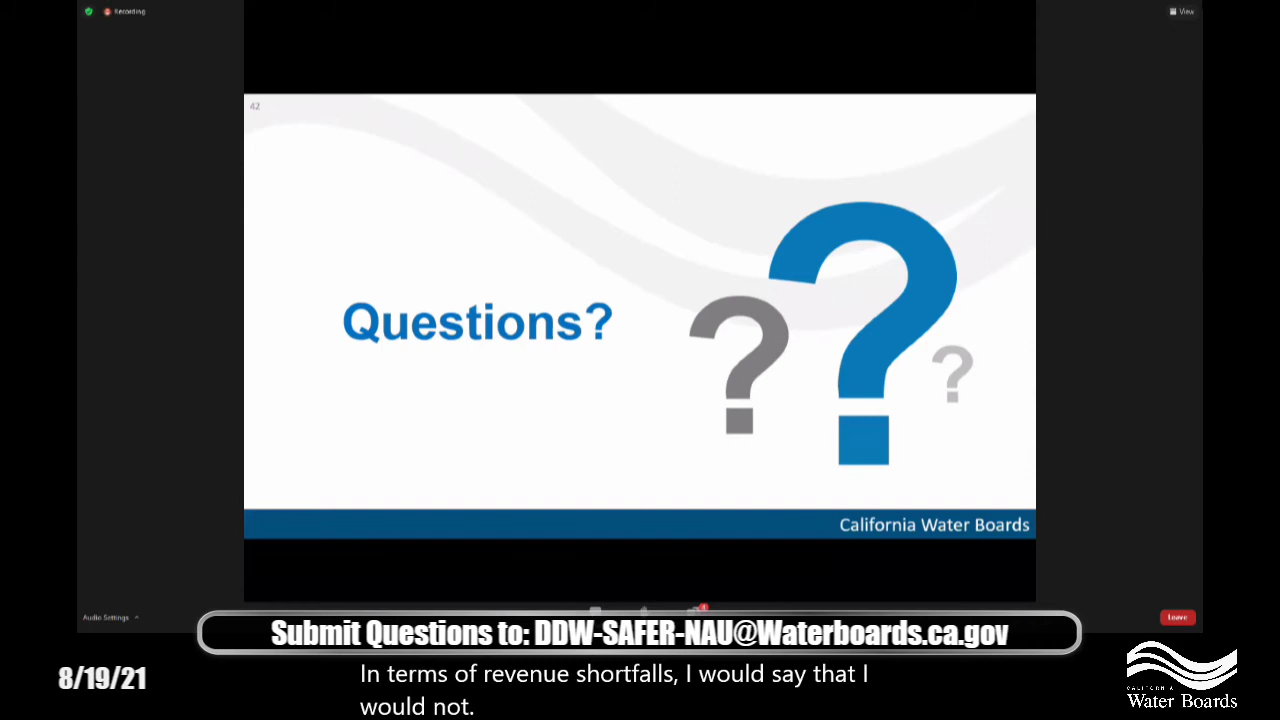 Recording
View
42
Questions?
? ? ?
California Water Boards
Audio Settings
Leave
Submit Questions to: DDW-SAFER-NAU@Waterboards.ca.gov
8/19/21
In terms of revenue shortfalls, I would say that I
would not.
CALIFORNIA
Water Boards